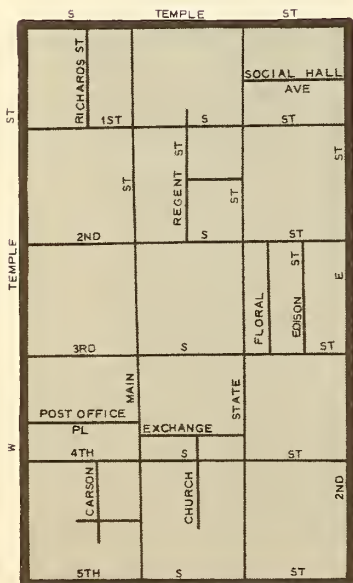 S TEMPLE ST
RICHARDS ST
SOCIAL HALL
AVE
ST
1ST S ST
ST
REGENT ST
ST
ST
2ND S ST
TEMPLE
FLORAL
EDISON ST
E
3RD S ST
MAIN
STATE
POST OFFICE
PL
EXCHANGE
W
4TH S ST
CARSON
CHURCH
2ND
5TH S ST